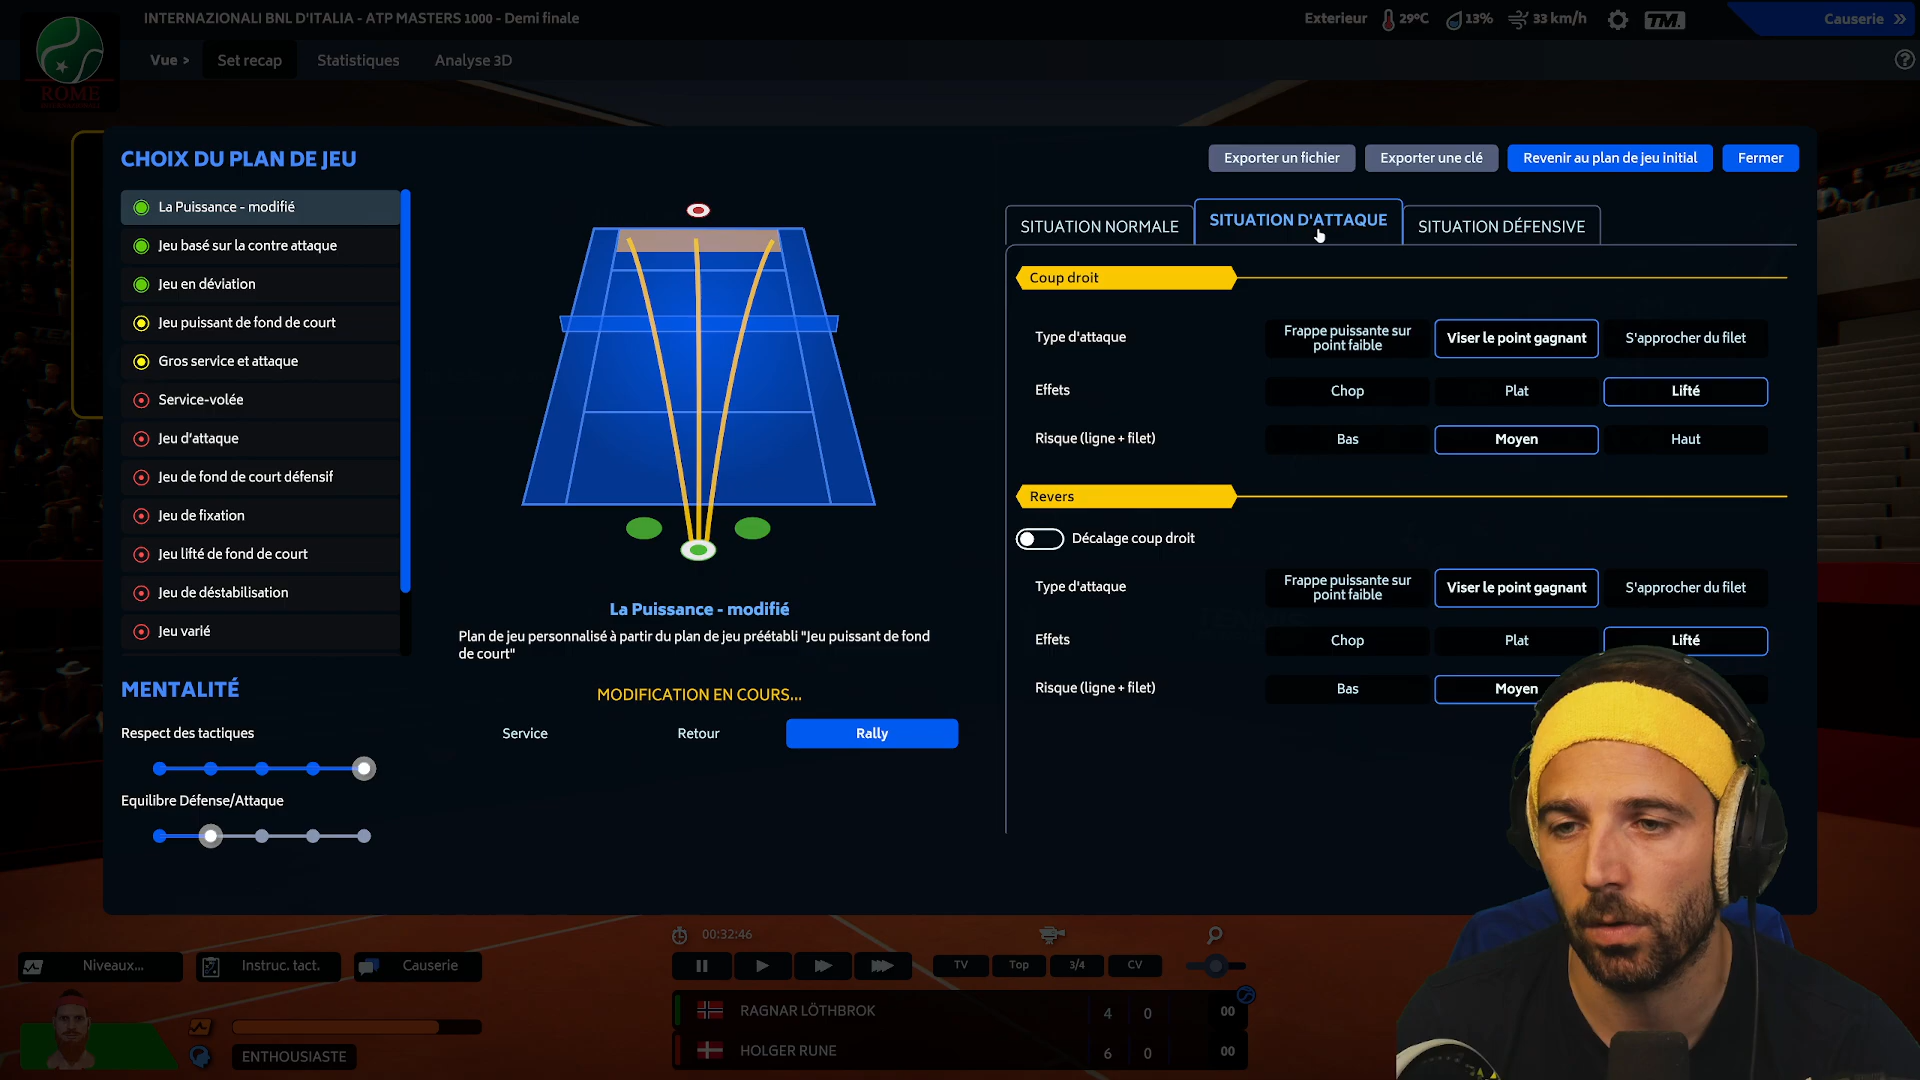 INTERNAZIONALI BNL D'ITALIA - ATP MASTERS 1000 - Demi finale
Exterieur 29°C 13% 33 km/h TM. Causerie
ROME
Vue > Set recap Statistiques Analyse 3D
?
CHOIX DU PLAN DE JEU
Exporter un fichier Exporter une clé Revenir au plan de jeu initial Fermer
La Puissance - modifié
Jeu basé sur la contre attaque
Jeu en déviation
Jeu puissant de fond de court
Gros service et attaque
Service-volée
Jeu d'attaque
Jeu de fond de court défensif
Jeu de fixation
Jeu lifté de fond de court
Jeu de déstabilisation
Jeu varié
MENTALITÉ
Respect des tactiques
Equilibre Défense/Attaque
La Puissance - modifié
Plan de jeu personnalisé à partir du plan de jeu préétabli "Jeu puissant de fond
de court"
MODIFICATION EN COURS...
Service Retour Rally
SITUATION NORMALE SITUATION D'ATTAQUE SITUATION DÉFENSIVE
Coup droit
Type d'attaque Frappe puissante sur
point faible Viser le point gagnant S'approcher du filet
Effets Chop Plat Lifté
Risque (ligne + filet) Bas Moyen Haut
Revers
Décalage coup droit
Type d'attaque Frappe puissante sur
point faible Viser le point gagnant S'approcher du filet
Effets Chop Plat Lifté
Risque (ligne + filet) Bas Moyen
00:32:46
Niveaux... Instruc. tact. Causerie
TV Top 3/4 CV
RAGNAR LÖTHBROK 4 0 00
HOLGER RUNE 6 0 00
ENTHOUSIASTE